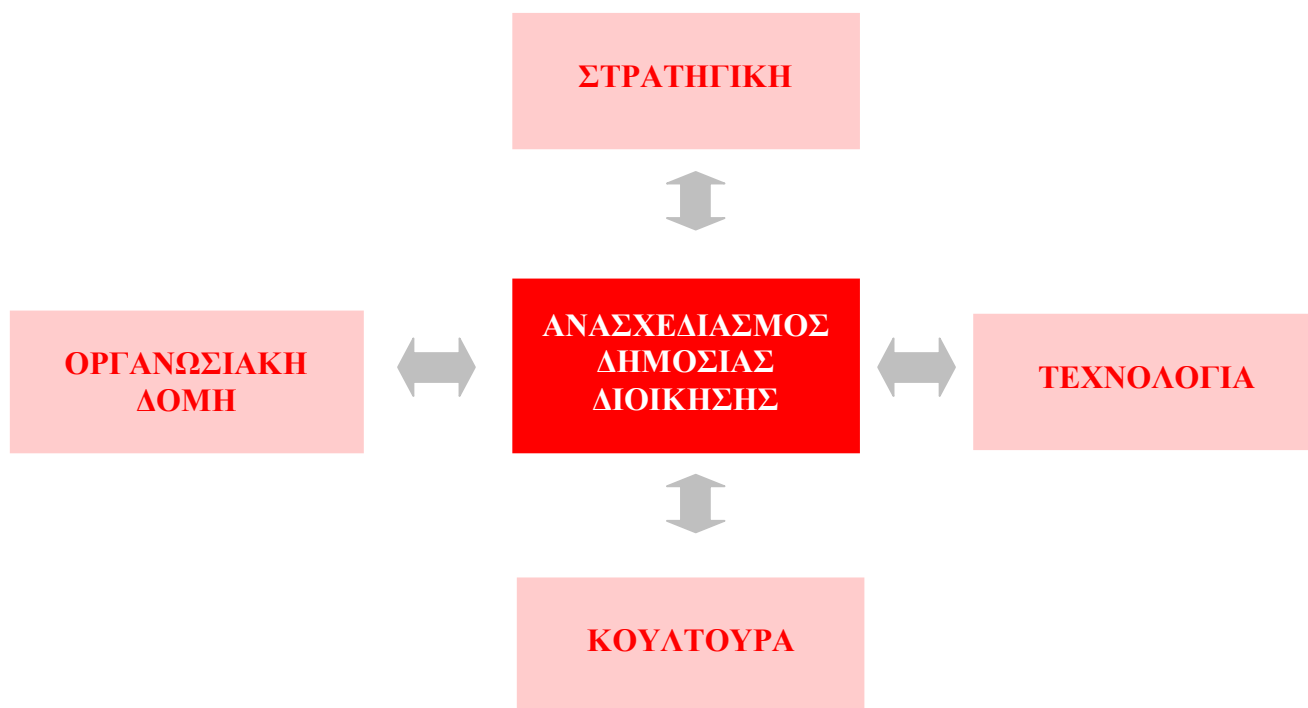 ΣΤΡΑΤΗΓΙΚΗ
ΑΝΑΣΧΕΔΙΑΣΜΟΣ
ΔΗΜΟΣΙΑΣ
ΔΙΟΙΚΗΣΗΣ
ΟΡΓΑΝΩΣΙΑΚΗ
ΔΟΜΗ
ΤΕΧΝΟΛΟΓΙΑ
ΚΟΥΛΤΟΥΡΑ